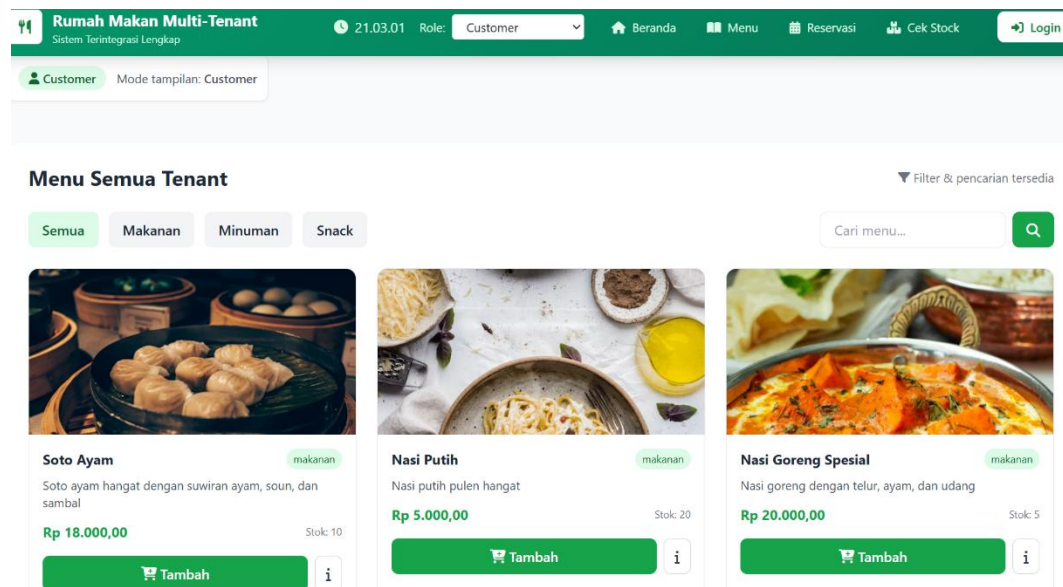 Rumah Makan Multi-Tenant
Sistem Terintegrasi Lengkap
21.03.01 Role: Customer Beranda Menu Reservasi Cek Stock Login
Customer Mode tampilan: Customer
Menu Semua Tenant
Filter & pencarian tersedia
Semua Makanan Minuman Snack
Cari menu...
Soto Ayam makanan
Soto ayam hangat dengan suwiran ayam, soun, dan
sambal
Rp 18.000,00 Stok: 10
Tambah i
Nasi Putih makanan
Nasi putih pulen hangat
Rp 5.000,00 Stok: 20
Tambah i
Nasi Goreng Spesial makanan
Nasi goreng dengan telur, ayam, dan udang
Rp 20.000,00 Stok: 5
Tambah i